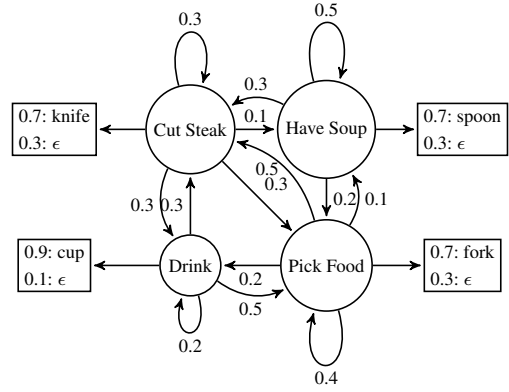 0.3
0.5
0.7: knife
0.3: ϵ
Cut Steak
0.3
0.1
Have Soup
0.7: spoon
0.3: ϵ
0.5
0.3
0.3
0.3
0.2
0.1
0.9: cup
0.1: ϵ
Drink
0.2
Pick Food
0.7: fork
0.3: ϵ
0.5
0.2
0.4